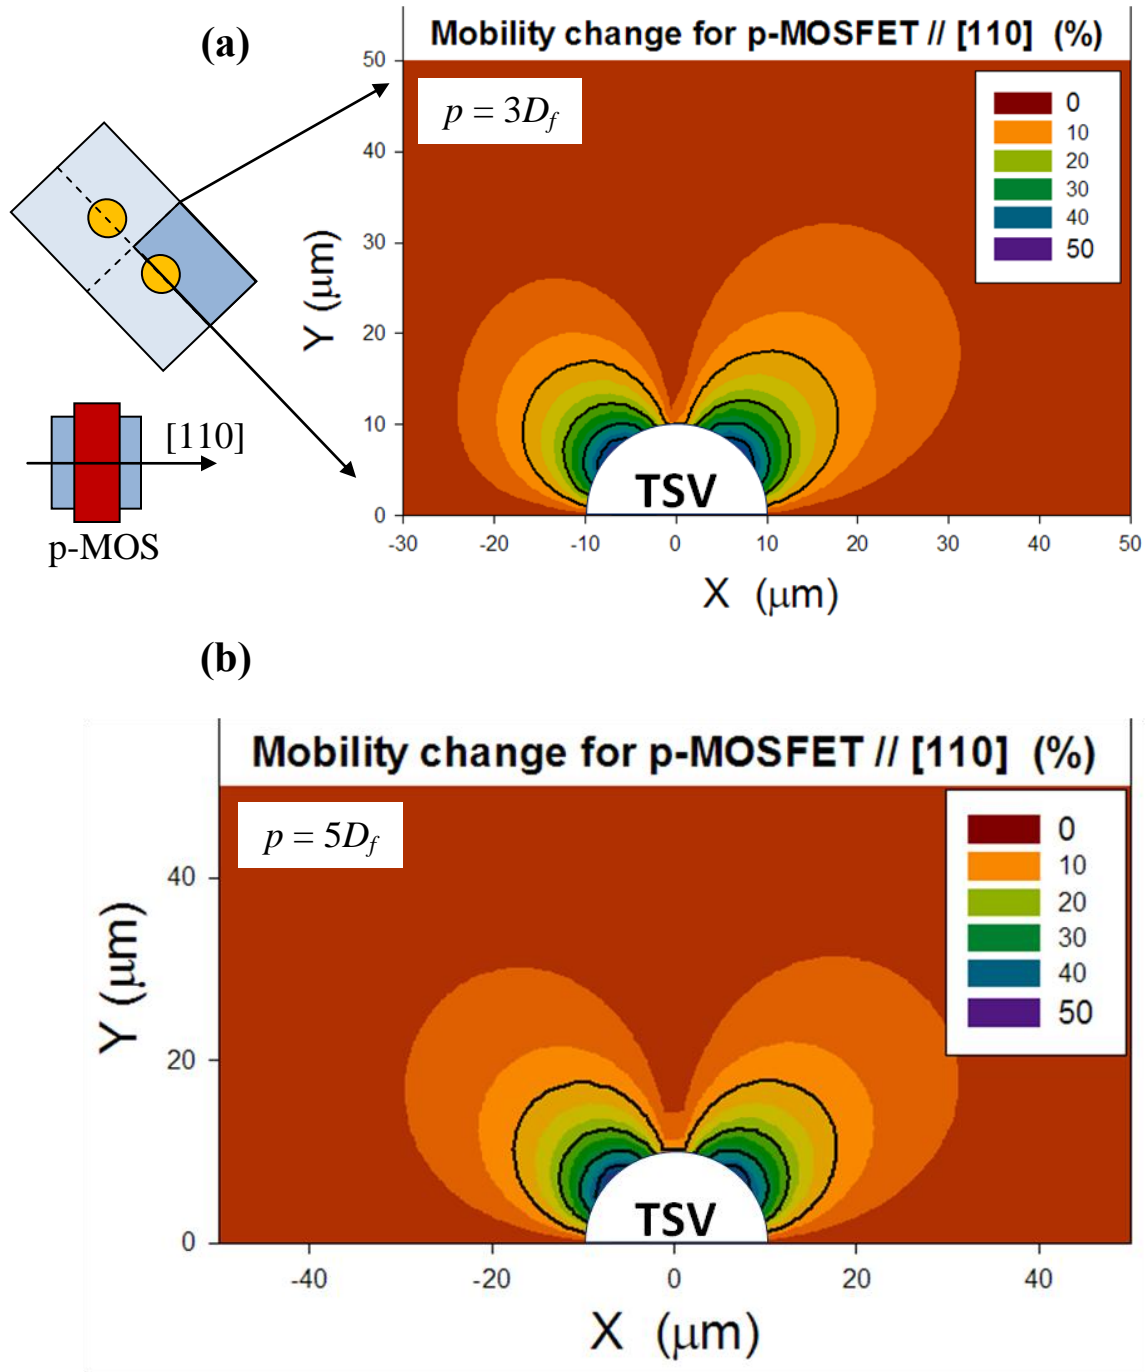 (a)
Mobility change for p-MOSFET // [110] (%)
p = 3D_f
0
10
20
30
40
50
50
40
30
20
10
0
Y (μm)
TSV
-30 -20 -10 0 10 20 30 40 50
X (μm)
[110]
p-MOS
(b)
Mobility change for p-MOSFET // [110] (%)
p = 5D_f
0
10
20
30
40
50
40
20
0
Y (μm)
TSV
-40 -20 0 20 40
X (μm)